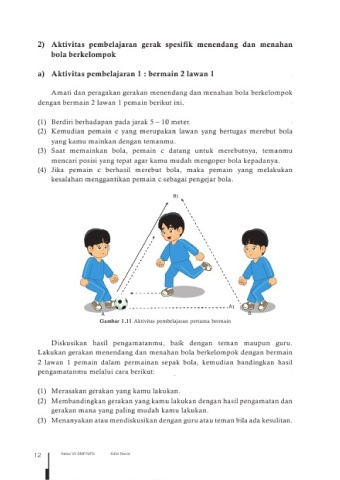 2) Aktivitas pembelajaran gerak spesifik menendang dan menahan
bola berkelompok
a) Aktivitas pembelajaran 1 : bermain 2 lawan 1
Amati dan peragakan gerakan menendang dan menahan bola berkelompok
dengan bermain 2 lawan 1 pemain berikut ini.
(1) Berdiri berhadapan pada jarak 5 – 10 meter.
(2) Kemudian pemain c yang merupakan lawan yang bertugas merebut bola
yang kamu mainkan dengan temanmu.
(3) Saat memainkan bola, pemain c datang untuk merebutnya, temanmu
mencari posisi yang tepat agar kamu mudah mengoper bola kepadanya.
(4) Jika pemain c berhasil merebut bola, maka pemain yang melakukan
kesalahan menggantikan pemain c sebagai pengejar bola.
B)
A)
A
B
Gambar 1.11 Aktivitas pembelajaran pertama bermain
Diskusikan hasil pengamatanmu, baik dengan teman maupun guru.
Lakukan gerakan menendang dan menahan bola berkelompok dengan bermain
2 lawan 1 pemain dalam permainan sepak bola, kemudian bandingkan hasil
pengamatanmu melalui cara berikut:
(1) Merasakan gerakan yang kamu lakukan.
(2) Membandingkan gerakan yang kamu lakukan dengan hasil pengamatan dan
gerakan mana yang paling mudah kamu lakukan.
(3) Menanyakan atau mendiskusikan dengan guru atau teman bila ada kesulitan.
12 Kelas VII SMP/MTs